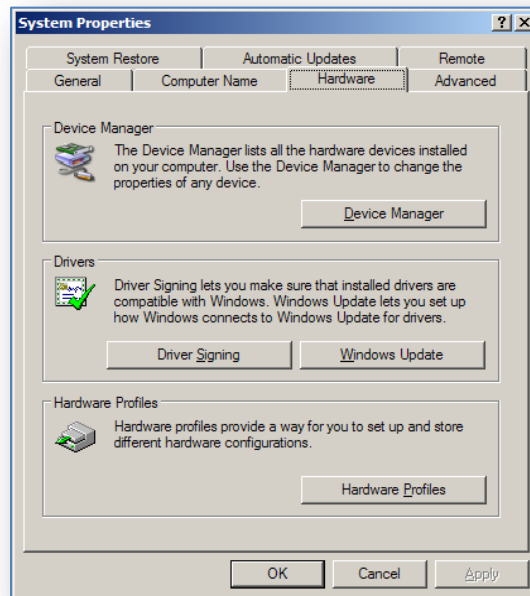 System Properties
System Restore Automatic Updates Remote
General Computer Name Hardware Advanced
Device Manager
The Device Manager lists all the hardware devices installed
on your computer. Use the Device Manager to change the
properties of any device.
Device Manager
Drivers
Driver Signing lets you make sure that installed drivers are
compatible with Windows. Windows Update lets you set up
how Windows connects to Windows Update for drivers.
Driver Signing Windows Update
Hardware Profiles
Hardware profiles provide a way for you to set up and store
different hardware configurations.
Hardware Profiles
OK Cancel Apply